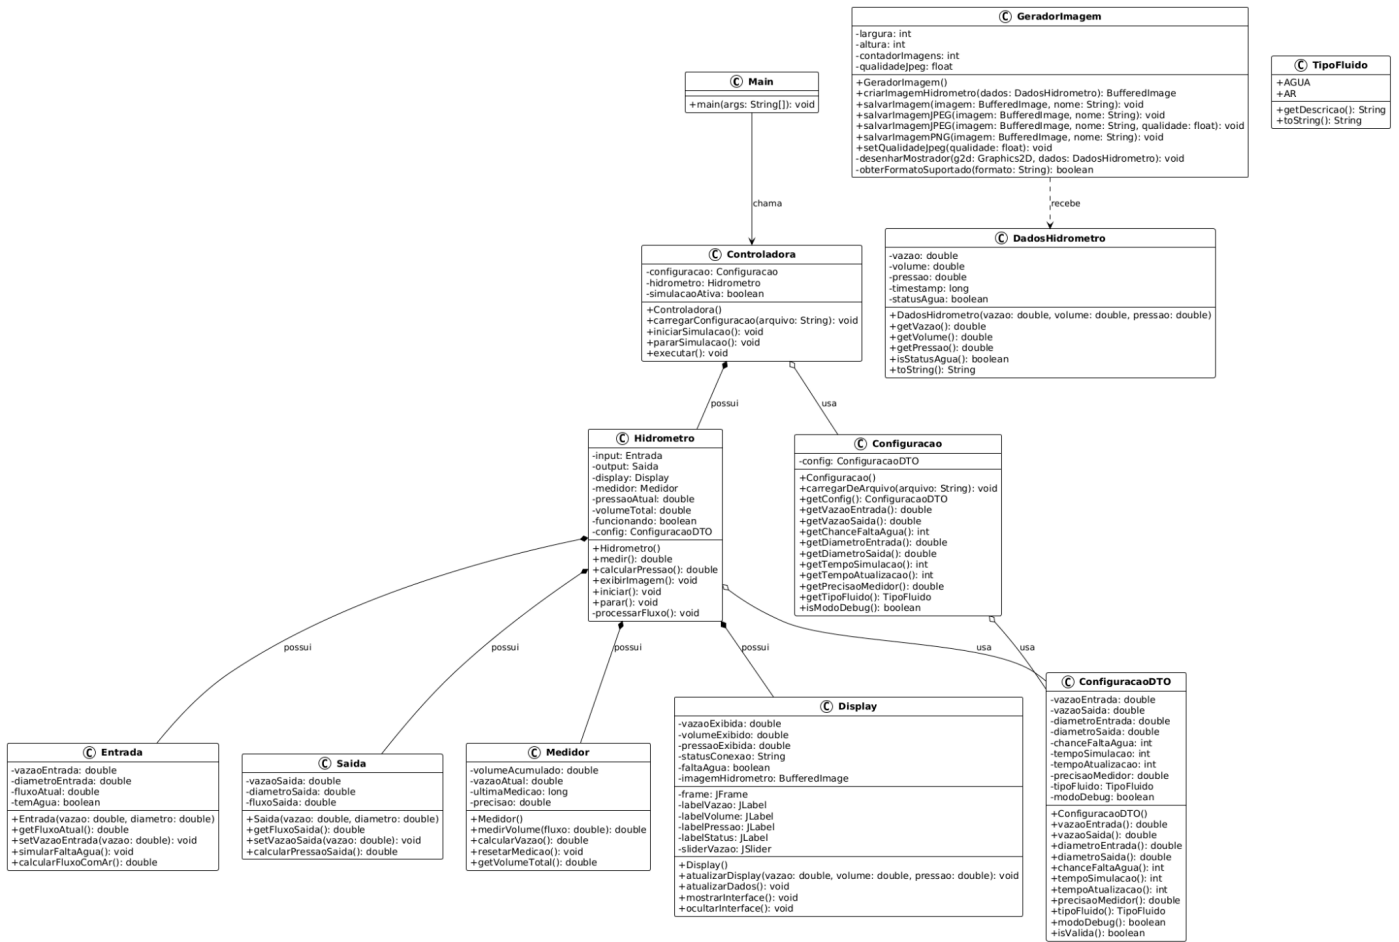 C GeradorImagem
-largura: int
-altura: int
-contadorImagens: int
-qualidadeJpeg: float
+GeradorImagem()
+criarImagemHidrometro(dados: DadosHidrometro): BufferedImage
+salvarImagem(imagem: BufferedImage, nome: String): void
+salvarImagemJPEG(imagem: BufferedImage, nome: String): void
+salvarImagemJPEG(imagem: BufferedImage, nome: String, qualidade: float): void
+salvarImagemPNG(imagem: BufferedImage, nome: String): void
+setQualidadeJpeg(qualidade: float): void
-desenharMostrador(g2d: Graphics2D, dados: DadosHidrometro): void
-obterFormatoSuportado(formato: String): boolean
C TipoFluido
+AGUA
+AR
+getDescricao(): String
+toString(): String
C Main
+main(args: String[]): void
chama
recebe
C Controladora
-configuracao: Configuracao
-hidrometro: Hidrometro
-simulacaoAtiva: boolean
+Controladora()
+carregarConfiguracao(arquivo: String): void
+iniciarSimulacao(): void
+pararSimulacao(): void
+executar(): void
C DadosHidrometro
-vazao: double
-volume: double
-pressao: double
-timestamp: long
-statusAgua: boolean
+DadosHidrometro(vazao: double, volume: double, pressao: double)
+getVazao(): double
+getVolume(): double
+getPressao(): double
+isStatusAgua(): boolean
+toString(): String
possui
usa
C Hidrometro
-input: Entrada
-output: Saida
-display: Display
-medidor: Medidor
-pressaoAtual: double
-volumeTotal: double
-funcionando: boolean
-config: ConfiguracaoDTO
+Hidrometro()
+medir(): double
+calcularPressao(): double
+exibirImagem(): void
+iniciar(): void
+parar(): void
-processarFluxo(): void
C Configuracao
-config: ConfiguracaoDTO
+Configuracao()
+carregarDeArquivo(arquivo: String): void
+getConfig(): ConfiguracaoDTO
+getVazaoEntrada(): double
+getVazaoSaida(): double
+getChanceFaltaAgua(): int
+getDiametroEntrada(): double
+getDiametroSaida(): double
+getTempoSimulacao(): int
+getTempoAtualizacao(): int
+getPrecisaoMedidor(): double
+getTipoFluido(): TipoFluido
+isModoDebug(): boolean
possui
possui
possui
possui
usa
usa
C Entrada
-vazaoEntrada: double
-diametroEntrada: double
-fluxoAtual: double
-temAgua: boolean
+Entrada(vazao: double, diametro: double)
+getFluxoAtual(): double
+setVazaoEntrada(vazao: double): void
+simularFaltaAgua(): void
+calcularFluxoComAr(): double
C Saida
-vazaoSaida: double
-diametroSaida: double
-fluxoSaida: double
+Saida(vazao: double, diametro: double)
+getFluxoSaida(): double
+setVazaoSaida(vazao: double): void
+calcularPressaoSaida(): double
C Medidor
-volumeAcumulado: double
-vazaoAtual: double
-ultimaMedicao: long
-precisao: double
+Medidor()
+medirVolume(fluxo: double): double
+calcularVazao(): double
+resetarMedicao(): void
+getVolumeTotal(): double
C Display
-vazaoExibida: double
-volumeExibido: double
-pressaoExibida: double
-statusConexao: String
-faltaAgua: boolean
-imagemHidrometro: BufferedImage
-frame: JFrame
-labelVazao: JLabel
-labelVolume: JLabel
-labelPressao: JLabel
-labelStatus: JLabel
-sliderVazao: JSlider
+Display()
+atualizarDisplay(vazao: double, volume: double, pressao: double): void
+atualizarDados(): void
+mostrarInterface(): void
+ocultarInterface(): void
C ConfiguracaoDTO
-vazaoEntrada: double
-vazaoSaida: double
-diametroEntrada: double
-diametroSaida: double
-chanceFaltaAgua: int
-tempoSimulacao: int
-tempoAtualizacao: int
-precisaoMedidor: double
-tipoFluido: TipoFluido
-modoDebug: boolean
+ConfiguracaoDTO()
+vazaoEntrada(): double
+vazaoSaida(): double
+diametroEntrada(): double
+diametroSaida(): double
+chanceFaltaAgua(): int
+tempoSimulacao(): int
+tempoAtualizacao(): int
+precisaoMedidor(): double
+tipoFluido(): TipoFluido
+modoDebug(): boolean
+isValida(): boolean